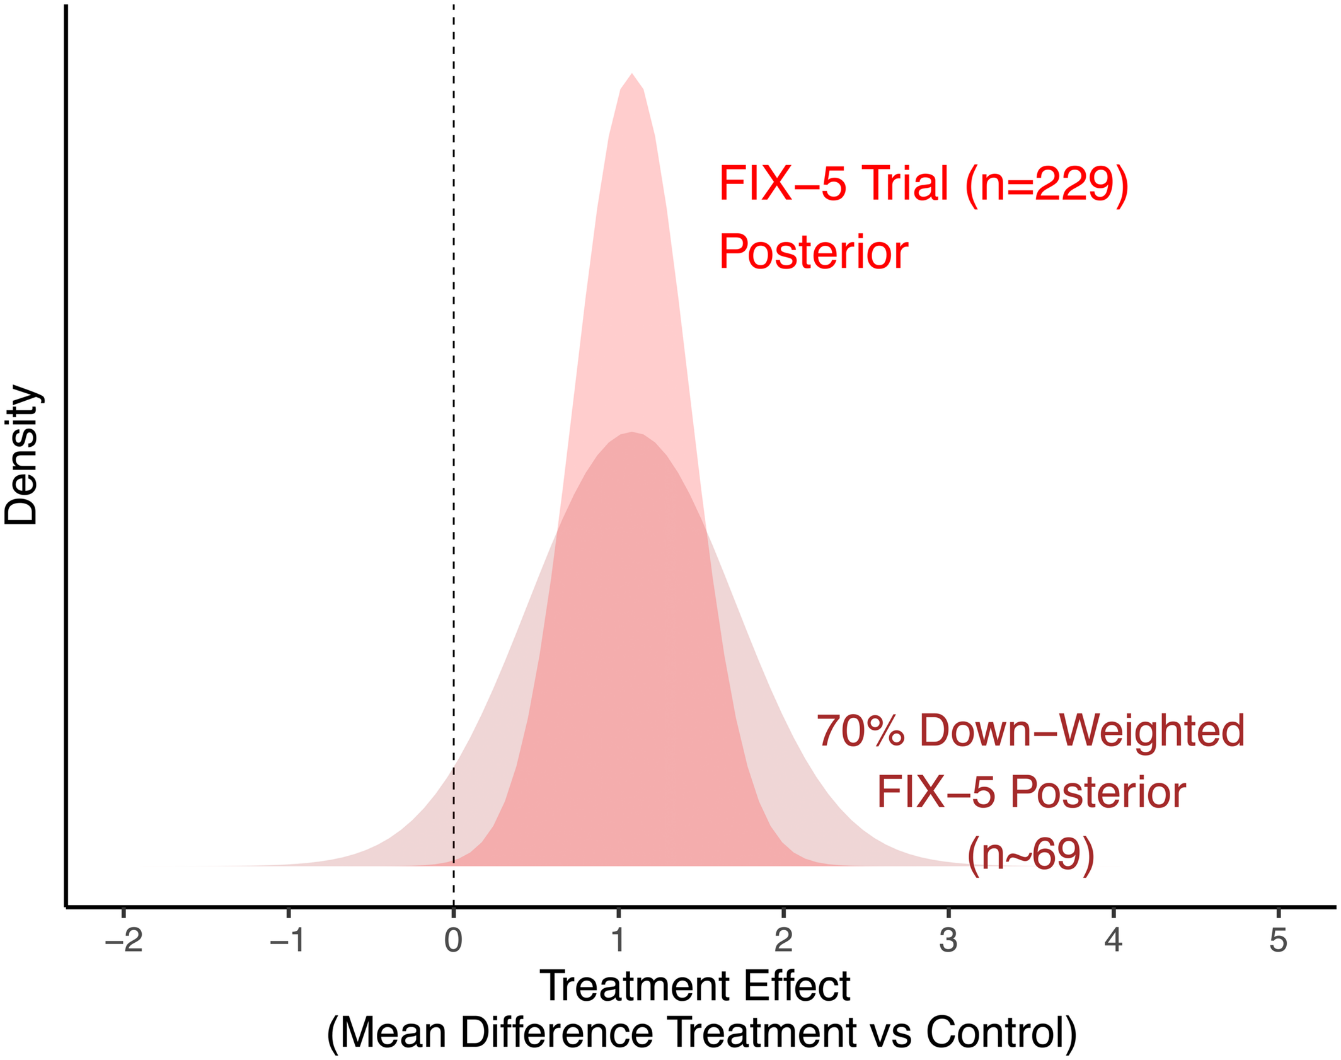 FIX−5 Trial (n=229)
Posterior
Density
70% Down−Weighted
FIX−5 Posterior
(n~69)
−2 −1 0 1 2 3 4 5
Treatment Effect
(Mean Difference Treatment vs Control)